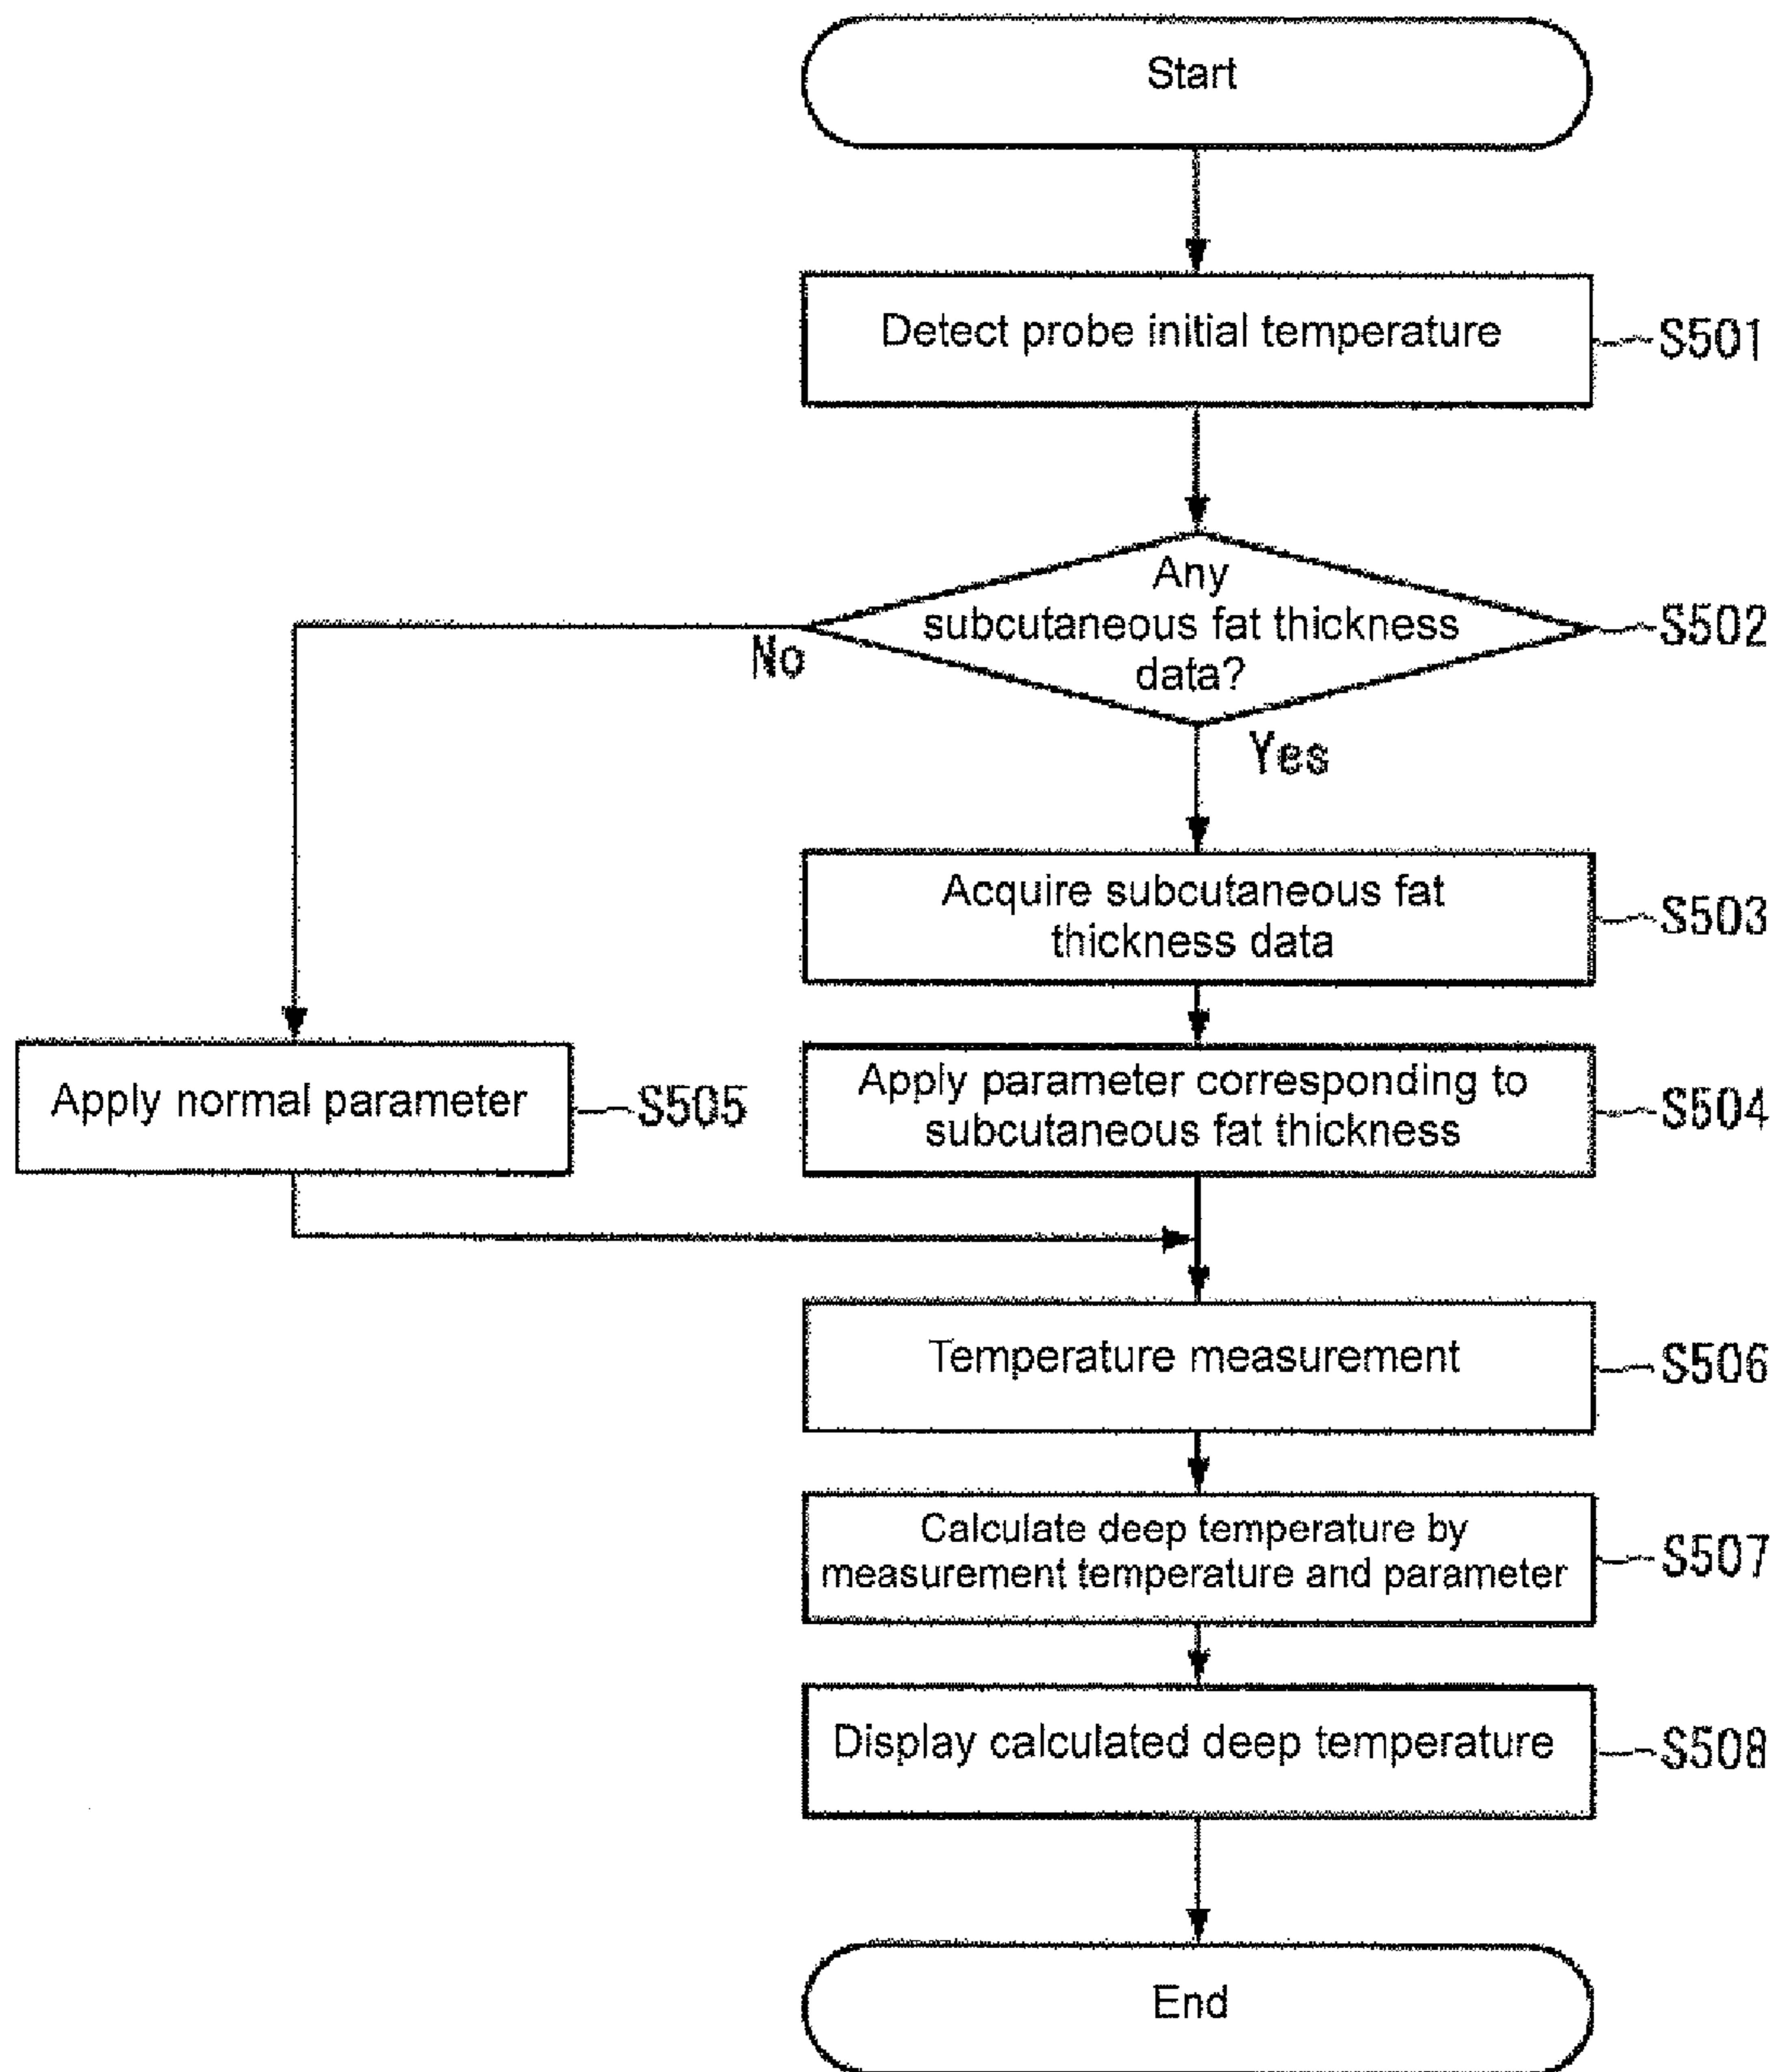 Start
Detect probe initial temperature
S501
Any
subcutaneous fat thickness
data?
S502
No
Yes
Acquire subcutaneous fat
thickness data
S503
Apply normal parameter
S505
Apply parameter corresponding to
subcutaneous fat thickness
S504
Temperature measurement
S506
Calculate deep temperature by
measurement temperature and parameter
S507
Display calculated deep temperature
S508
End